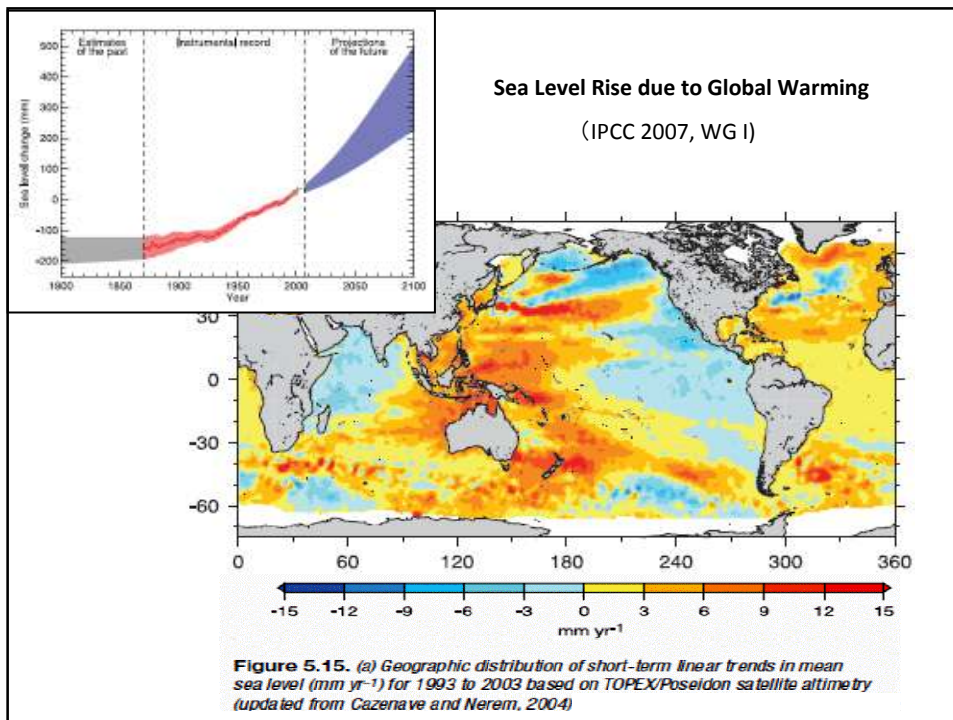 Estimates
of the past
Instrumental record
Projections
of the future
500
400
300
200
100
0
-100
-200
Sea level change (mm)
1800 1850 1900 1950 2000 2050 2100
Year
Sea Level Rise due to Global Warming
(IPCC 2007, WG I)
30
0
-30
-60
0 60 120 180 240 300 360
-15 -12 -9 -6 -3 0 3 6 9 12 15
mm yr⁻¹
Figure 5.15. (a) Geographic distribution of short-term linear trends in mean
sea level (mm yr⁻¹) for 1993 to 2003 based on TOPEX/Poseidon satellite altimetry
(updated from Cazenave and Nerem, 2004)